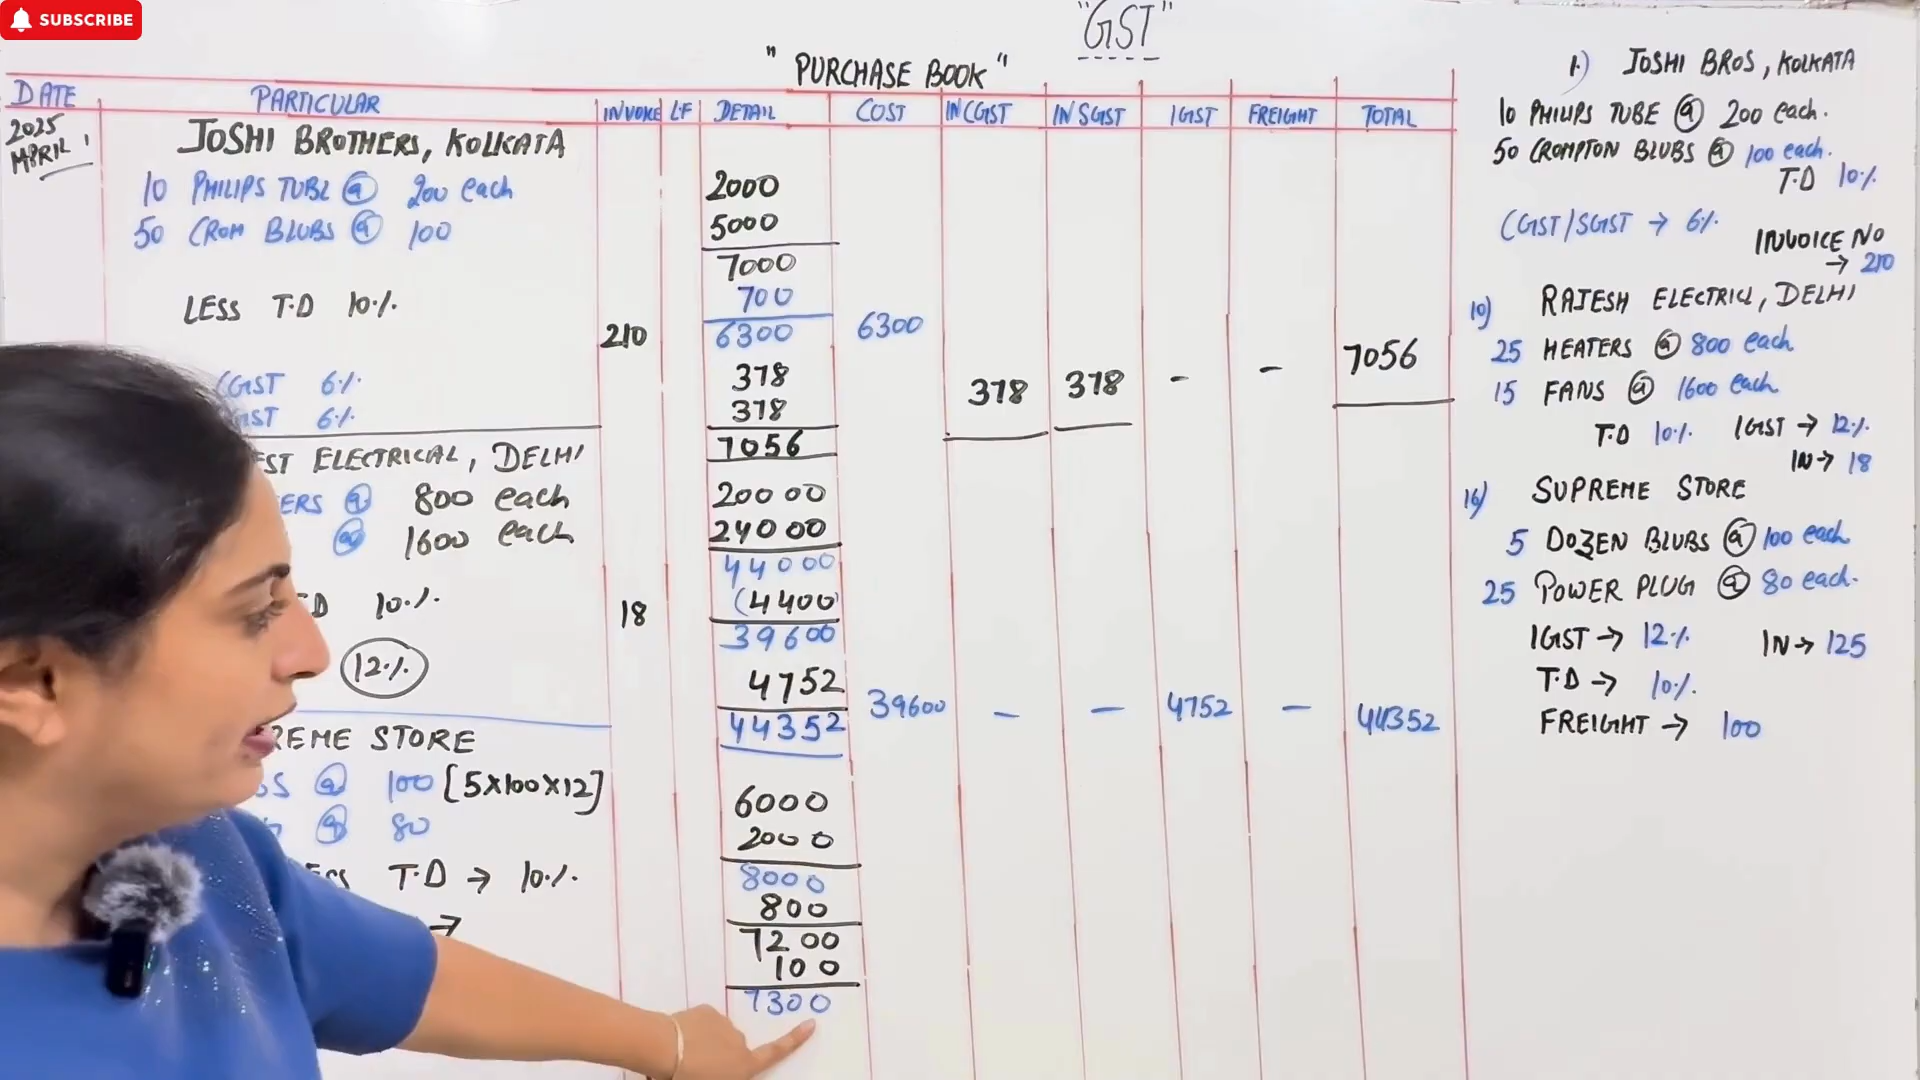 SUBSCRIBE
"GST"
"PURCHASE BOOK"
DATE PARTICULAR INVOICE LF DETAIL COST INCGST IN SGST IGST FREIGHT TOTAL
2025
APRIL 1
JOSHI BROTHERS, KOLKATA
10 PHILIPS TUBE @ 200 each 2000
50 CROM BLUBS @ 100 5000
7000
LESS T.D 10% 700
210 6300 6300
7056
CGST 6% 378 378 378 - -
GST 6% 378
7056
EST ELECTRICAL, DELHI
ERS @ 800 each 20000
@ 1600 each 24000
44000
D 10% 18 (4400)
39600
12% 4752
44352 39600 - - 4752 - 44352
REME STORE
BS @ 100 [5x100x12] 6000
@ 80 2000
8000
ESS T.D → 10% 800
→ 7200
100
7300
1.) JOSHI BROS, KOLKATA
10 PHILIPS TUBE @ 200 each.
50 CROMPTON BLUBS @ 100 each.
T.D 10%
CGST/SGST → 6%
INVOICE NO
→ 210
10) RAJESH ELECTRICL, DELHI
25 HEATERS @ 800 each
15 FANS @ 1600 each
T.D 10% IGST → 12%
IN → 18
16) SUPREME STORE
5 DOZEN BLUBS @ 100 each
25 POWER PLUG @ 80 each.
IGST → 12% IN → 125
T.D → 10%
FREIGHT → 100